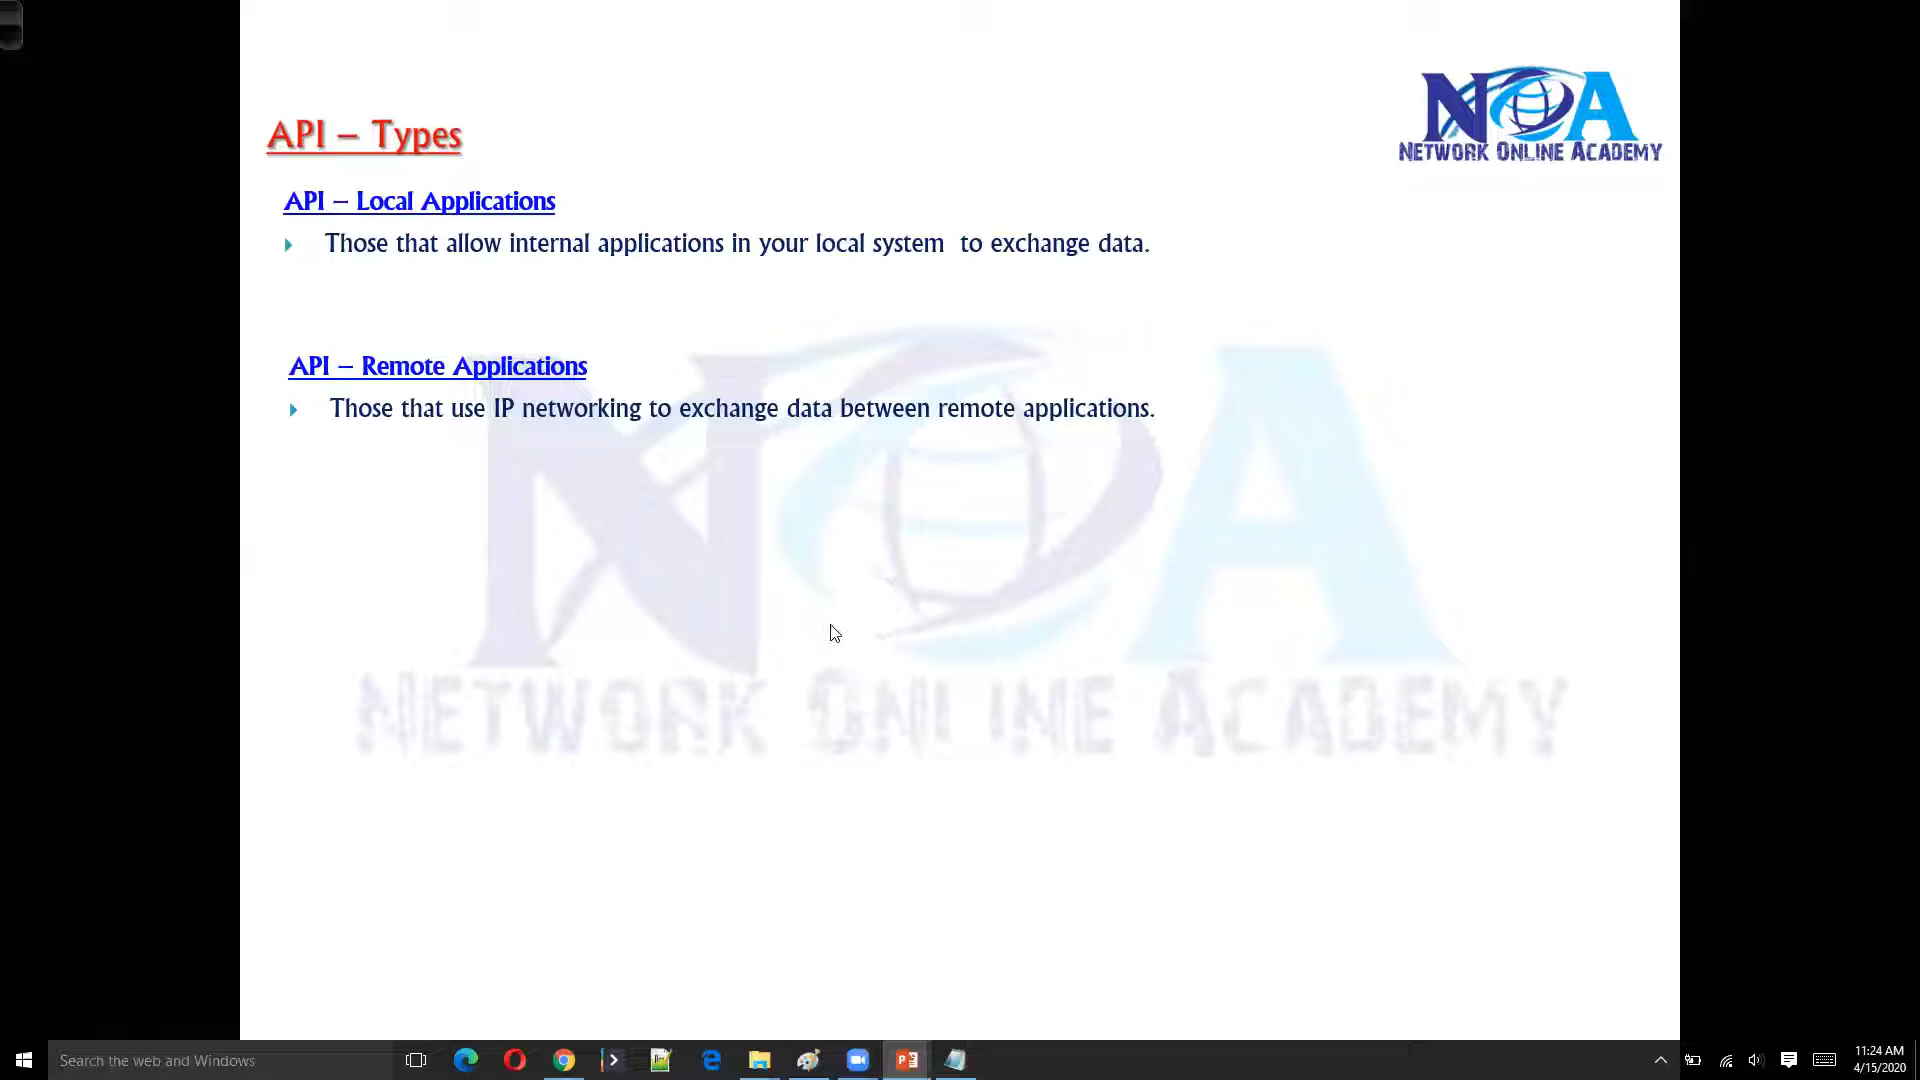 NOA
NETWORK ONLINE ACADEMY
API – Types
API – Local Applications
Those that allow internal applications in your local system  to exchange data.
API – Remote Applications
Those that use IP networking to exchange data between remote applications.
NOA
NETWORK ONLINE ACADEMY
Search the web and Windows
11:24 AM
4/15/2020